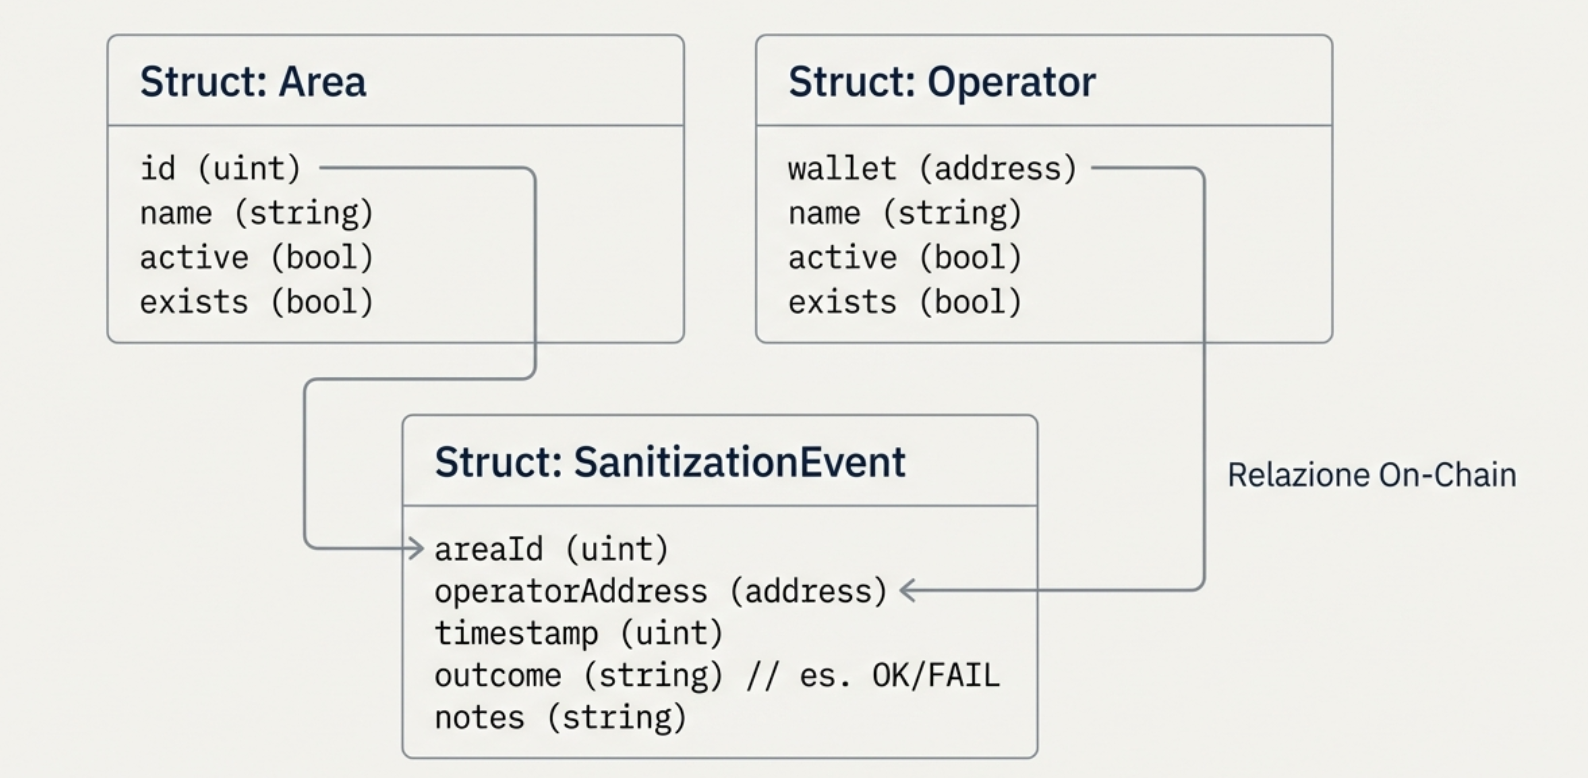 Struct: Area
id (uint)
name (string)
active (bool)
exists (bool)
Struct: Operator
wallet (address)
name (string)
active (bool)
exists (bool)
Struct: SanitizationEvent
areaId (uint)
operatorAddress (address)
timestamp (uint)
outcome (string) // es. OK/FAIL
notes (string)
Relazione On-Chain